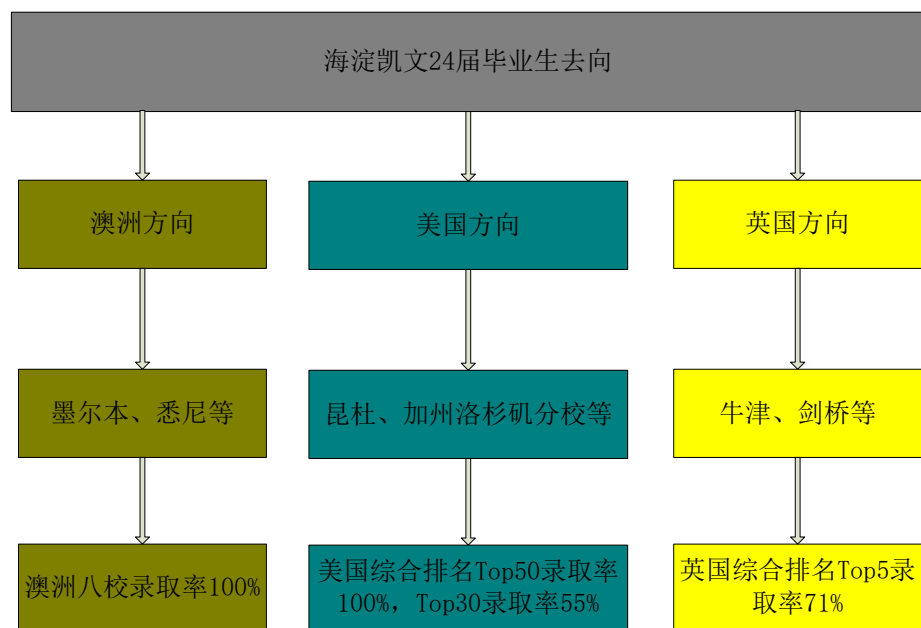 海淀凯文24届毕业生去向
澳洲方向
美国方向
英国方向
墨尔本、悉尼等
昆杜、加州洛杉矶分校等
牛津、剑桥等
澳洲八校录取率100%
美国综合排名Top50录取率
100%，Top30录取率55%
英国综合排名Top5录
取率71%